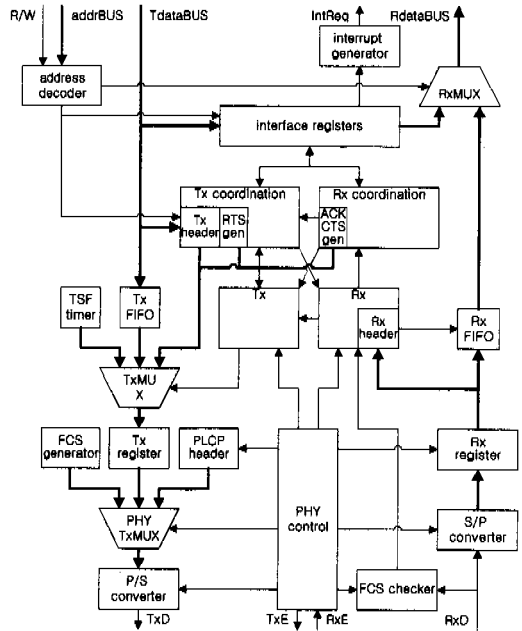 R/W addrBUS TdataBUS IntReq RdataBUS
interrupt
generator
address
decoder
RxMUX
interface registers
Tx coordination
Rx coordination
Tx
header
RTS
gen
ACK
CTS
gen
TSF
timer
Tx
FIFO
Tx
Rx
Rx
header
Rx
FIFO
TxMU
X
FCS
generator
Tx
register
PLCP
header
PHY
control
Rx
register
PHY
TxMUX
S/P
converter
P/S
converter
FCS checker
TxD TxE RxE RxD